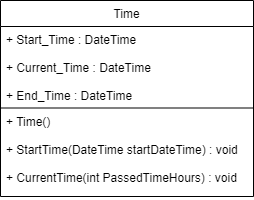 Time
+ Start_Time : DateTime
+ Current_Time : DateTime
+ End_Time : DateTime
+ Time()
+ StartTime(DateTime startDateTime) : void
+ CurrentTime(int PassedTimeHours) : void